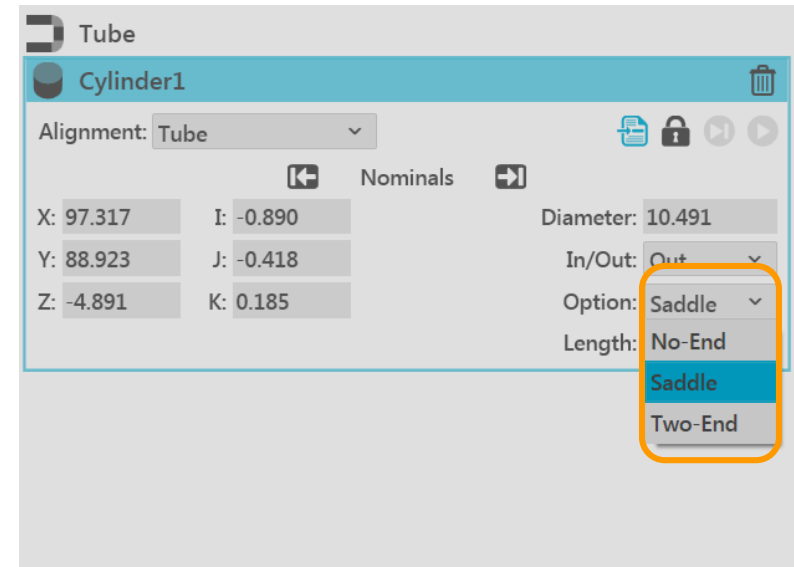 Tube
Cylinder1
Alignment: Tube
Nominals
X: 97.317 I: -0.890 Diameter: 10.491
Y: 88.923 J: -0.418 In/Out: Out
Z: -4.891 K: 0.185 Option: Saddle
Length: No-End
Saddle
Two-End